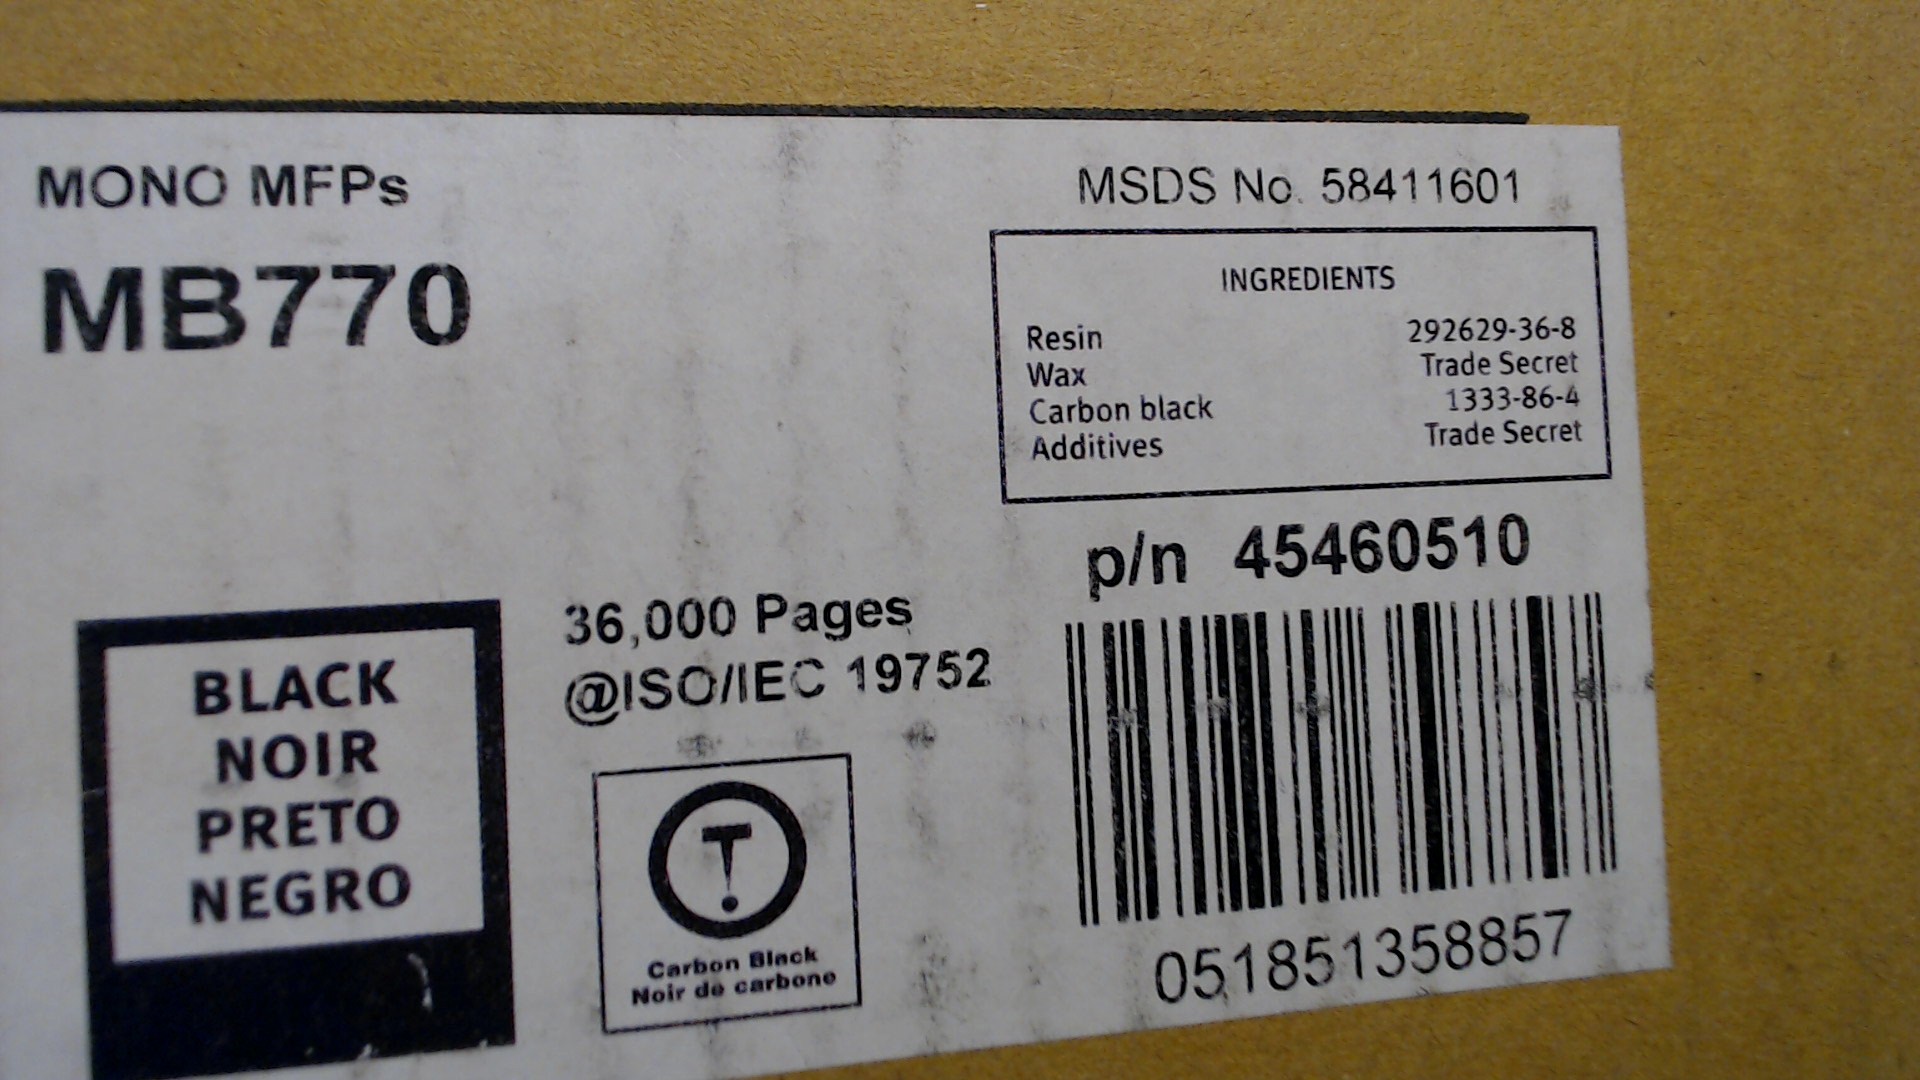 MONO MFPs
MB770
MSDS No. 58411601
INGREDIENTS
Resin 292629-36-8
Wax Trade Secret
Carbon black 1333-86-4
Additives Trade Secret
p/n 45460510
36,000 Pages
@ISO/IEC 19752
BLACK
NOIR
PRETO
NEGRO
T
Carbon Black
Noir de carbone
051851358857